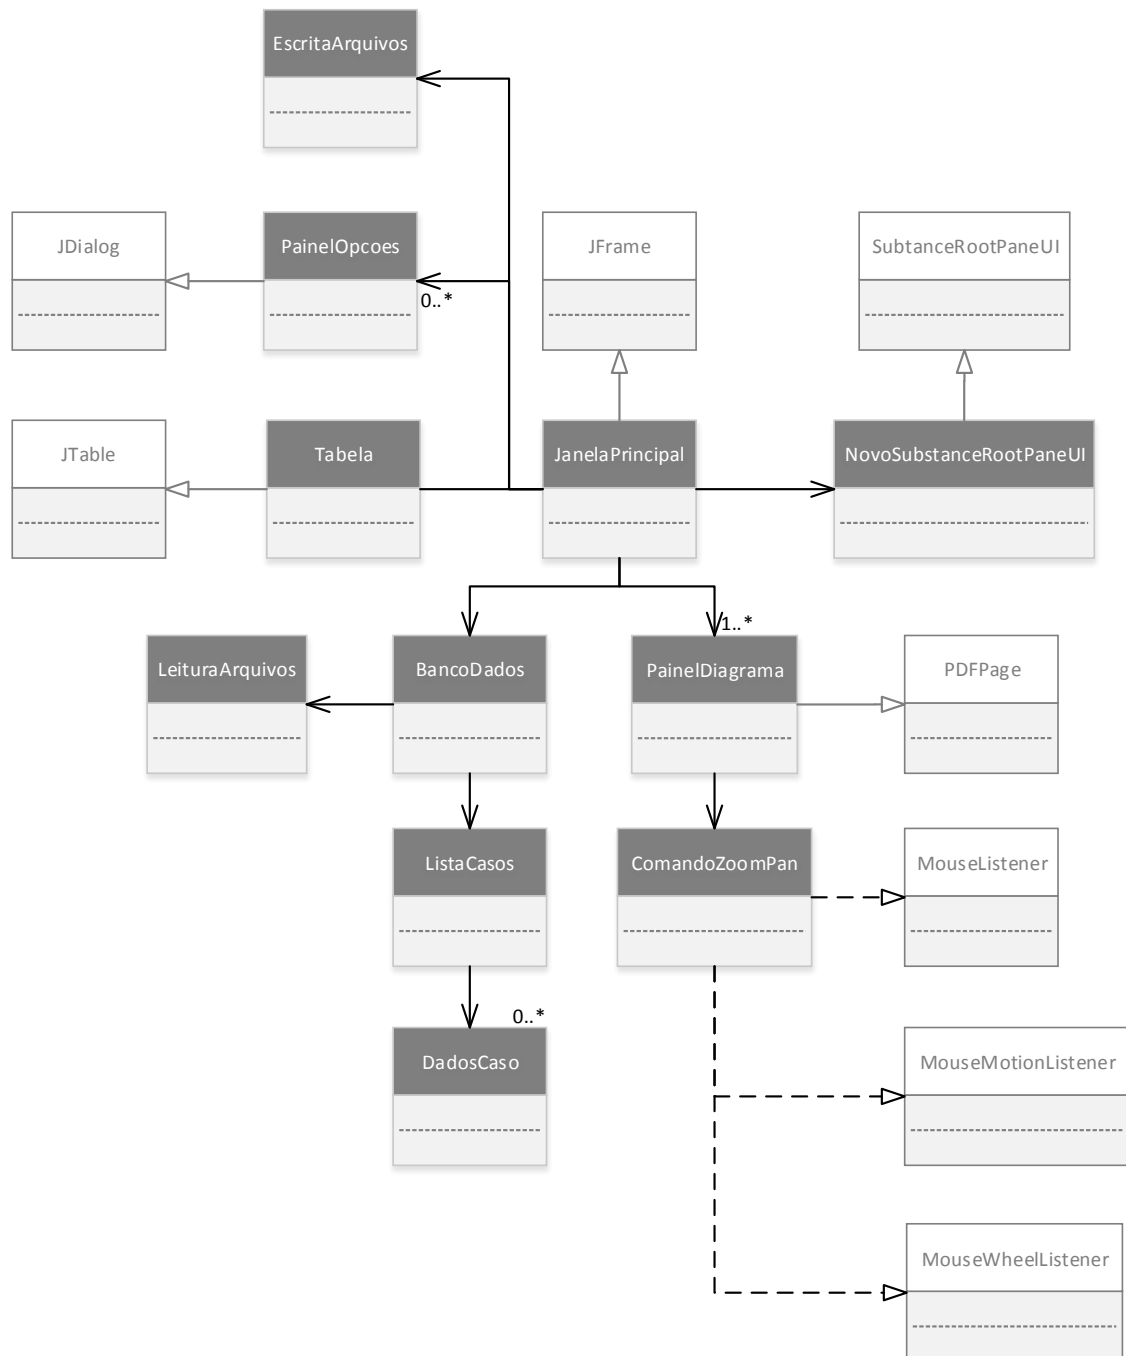 EscritaArquivos
JDialog
PainelOpcoes
JFrame
SubtanceRootPaneUI
0..*
JTable
Tabela
JanelaPrincipal
NovoSubstanceRootPaneUI
1..*
LeituraArquivos
BancoDados
PainelDiagrama
PDFPage
ListaCasos
ComandoZoomPan
MouseListener
0..*
DadosCaso
MouseMotionListener
MouseWheelListener